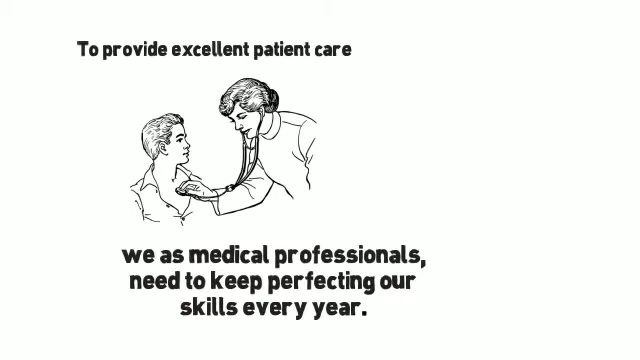 To provide excellent patient care
we as medical professionals,
need to keep perfecting our
skills every year.